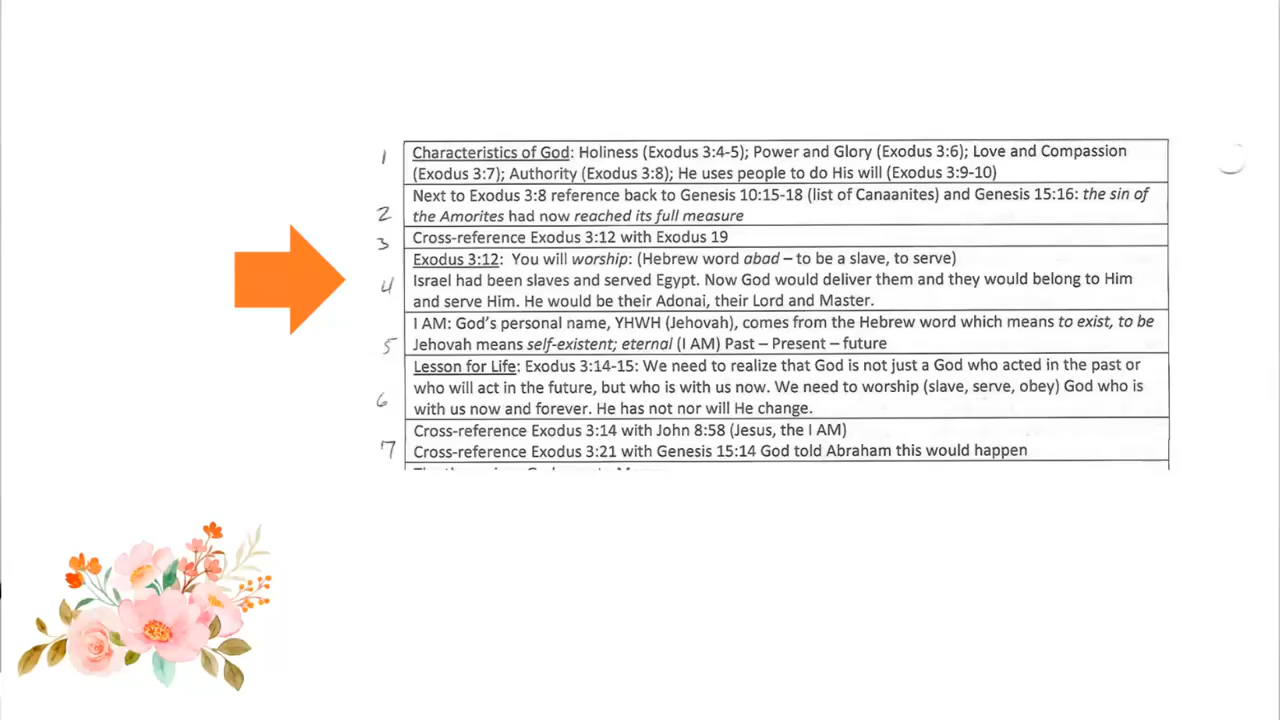 1 Characteristics of God: Holiness (Exodus 3:4-5); Power and Glory (Exodus 3:6); Love and Compassion
(Exodus 3:7); Authority (Exodus 3:8); He uses people to do His will (Exodus 3:9-10)
Next to Exodus 3:8 reference back to Genesis 10:15-18 (list of Canaanites) and Genesis 15:16: the sin of
2 the Amorites had now reached its full measure
3 Cross-reference Exodus 3:12 with Exodus 19
Exodus 3:12: You will worship: (Hebrew word abad – to be a slave, to serve)
4 Israel had been slaves and served Egypt. Now God would deliver them and they would belong to Him
and serve Him. He would be their Adonai, their Lord and Master.
I AM: God's personal name, YHWH (Jehovah), comes from the Hebrew word which means to exist, to be
5 Jehovah means self-existent; eternal (I AM) Past – Present – future
Lesson for Life: Exodus 3:14-15: We need to realize that God is not just a God who acted in the past or
who will act in the future, but who is with us now. We need to worship (slave, serve, obey) God who is
6 with us now and forever. He has not nor will He change.
Cross-reference Exodus 3:14 with John 8:58 (Jesus, the I AM)
7 Cross-reference Exodus 3:21 with Genesis 15:14 God told Abraham this would happen